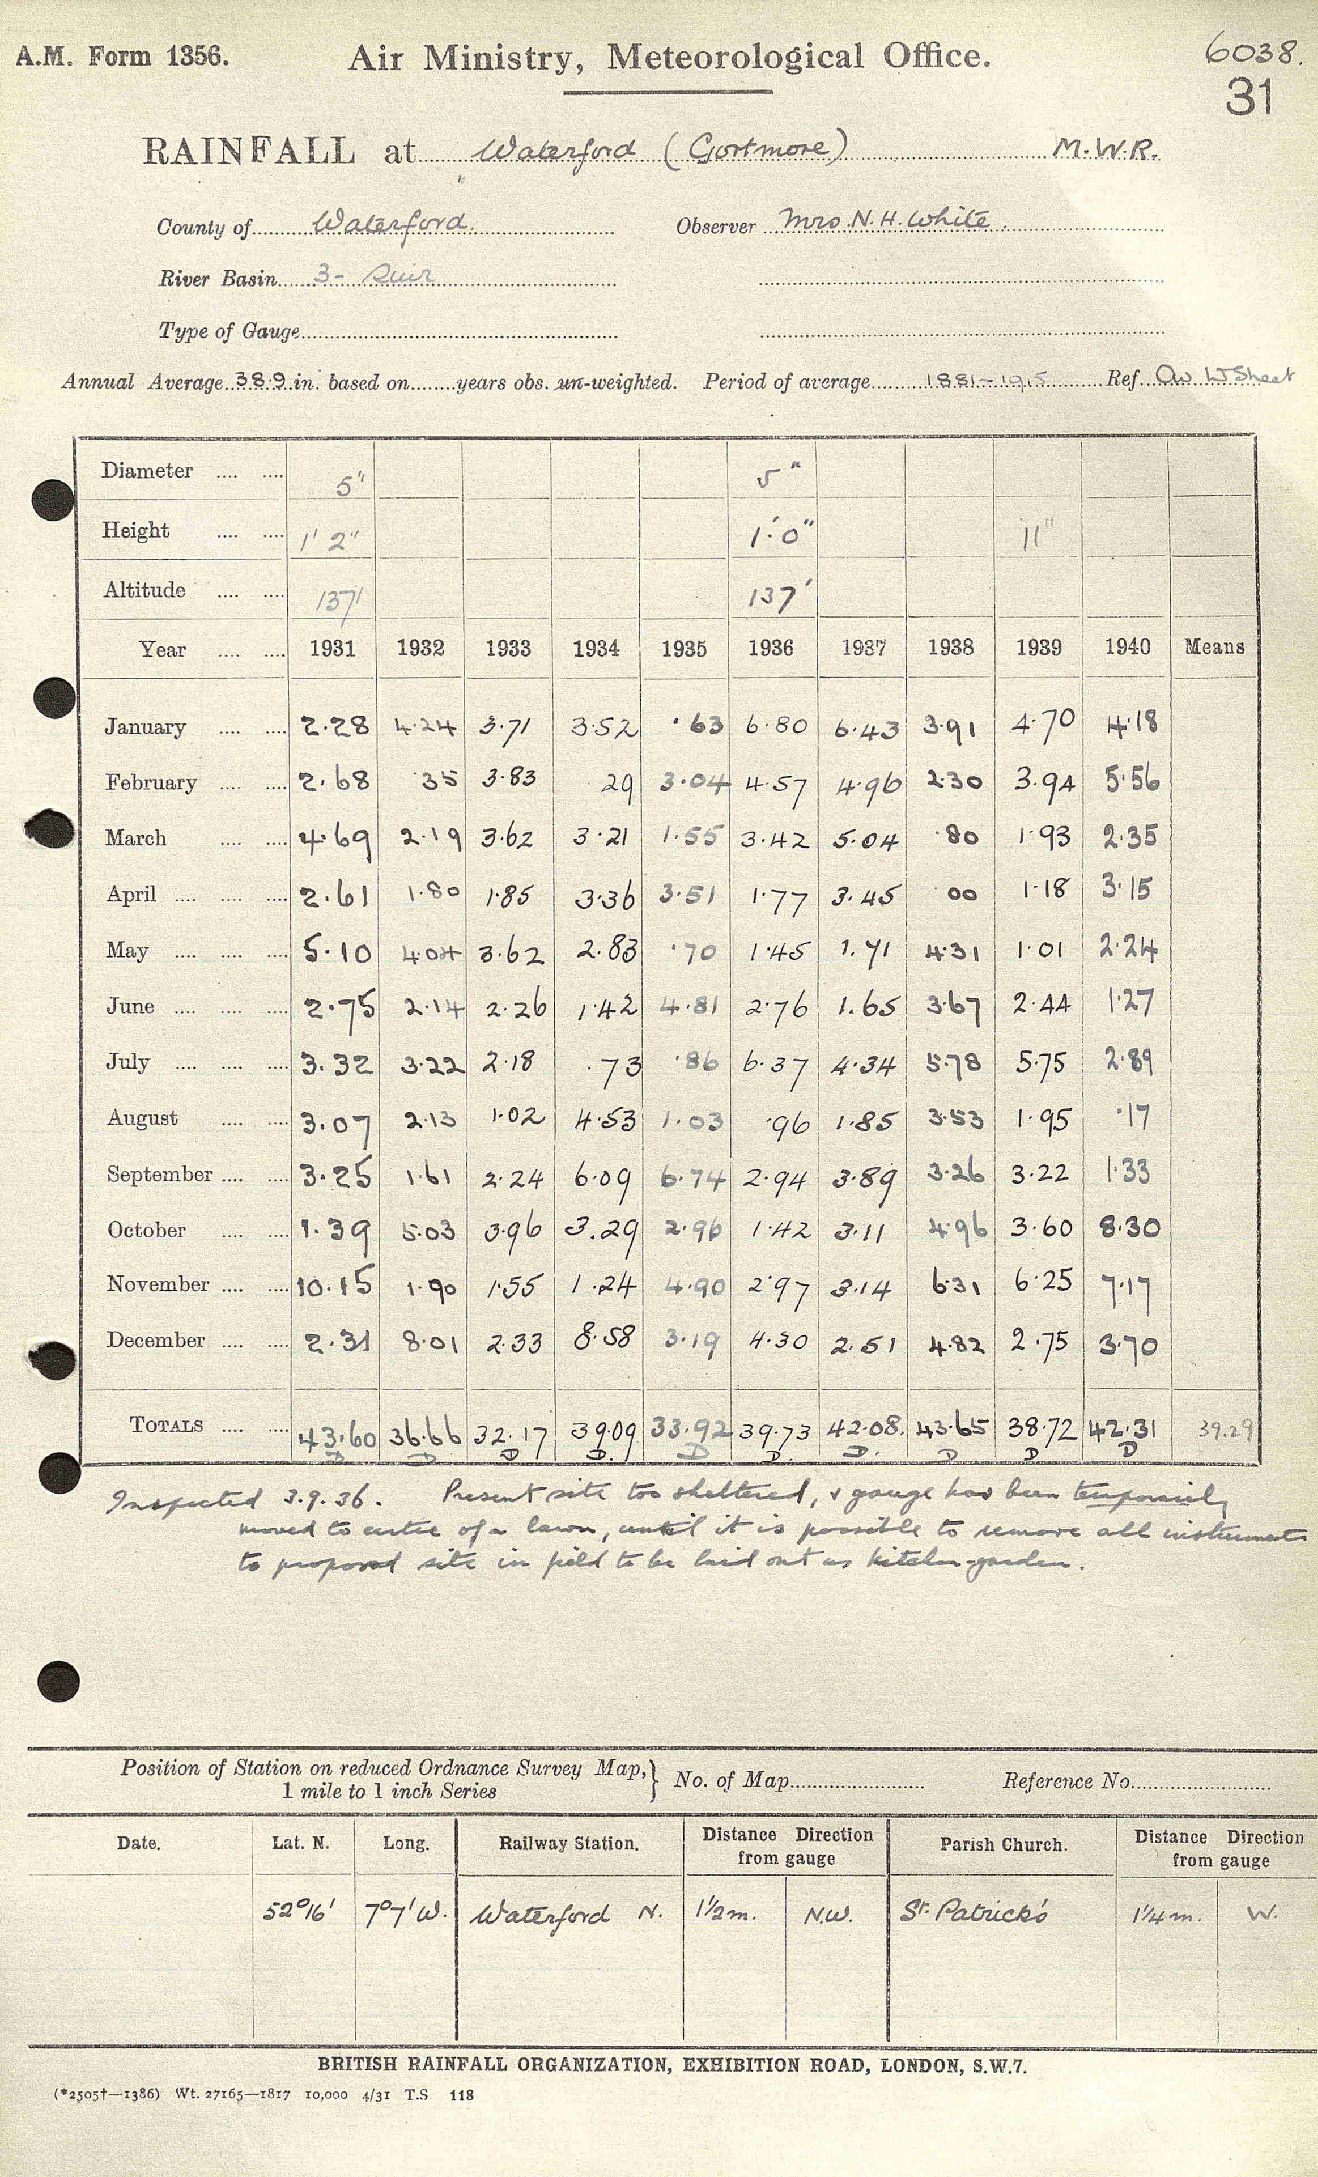 A.M. Form 1356. Air Ministry, Meteorological Office. 6038.
31
RAINFALL at Waterford (Gortmore) M.W.R.
County of Waterford. Observer Mrs N.H. White.
River Basin 3 - Suir
Type of Gauge
Annual Average 38.9 in. based on years obs. un-weighted. Period of average 1881-1915 Ref. Av W Sheet
Diameter .... .... 5" 5"
Height .... .... 1' 2" 1'.0" 11"
Altitude .... .... 137' 137'
Year .... .... 1931 1932 1933 1934 1935 1936 1937 1938 1939 1940 Means
January .... .... 2.28 4.24 3.71 3.52 .63 6.80 6.43 3.91 4.70 4.18
February .... .... 2.68 .35 3.83 .29 3.04 4.57 4.96 2.30 3.94 5.56
March .... .... 4.69 2.19 3.62 3.21 1.55 3.42 5.04 .80 1.93 2.35
April .... .... .... 2.61 1.80 1.85 3.36 3.51 1.77 3.45 00 1.18 3.15
May .... .... .... 5.10 4.04 3.62 2.83 .70 1.45 1.71 4.31 1.01 2.24
June .... .... .... 2.75 2.14 2.26 1.42 4.81 2.76 1.65 3.67 2.44 1.27
July .... .... .... 3.32 3.22 2.18 .73 .86 6.37 4.34 5.78 5.75 2.89
August .... .... 3.07 2.13 1.02 4.53 1.03 .96 1.85 3.53 1.95 .17
September .... .... 3.25 1.61 2.24 6.09 6.74 2.94 3.89 3.26 3.22 1.33
October .... .... 1.39 5.03 3.96 3.29 2.96 1.42 3.11 4.96 3.60 8.30
November .... .... 10.15 1.90 1.55 1.24 4.90 2.97 3.14 6.31 6.25 7.17
December .... .... 2.31 8.01 2.33 8.58 3.19 4.30 2.51 4.82 2.75 3.70
TOTALS .... .... 43.60 36.66 32.17 39.09 33.92 39.73 42.08. 43.65 38.72 42.31 39.29
D D D D. D D. D. D D D
Inspected 3.9.36. Present site too sheltered, & gauge has been temporarily
moved to centre of a lawn, until it is possible to remove all instruments
to proposed site in field to be laid out as kitchen-garden.
Position of Station on reduced Ordnance Survey Map,} No. of Map Reference No.
1 mile to 1 inch Series
Date. Lat. N. Long. Railway Station. Distance Direction from gauge Parish Church. Distance Direction from gauge
52°16' 7°7' W. Waterford N. 1½m. N.W. St. Patrick's 1¼m. W.
BRITISH RAINFALL ORGANIZATION, EXHIBITION ROAD, LONDON, S.W.7.
(*2505†—1386) Wt. 27165—1817 10,000 4/31 T.S 118